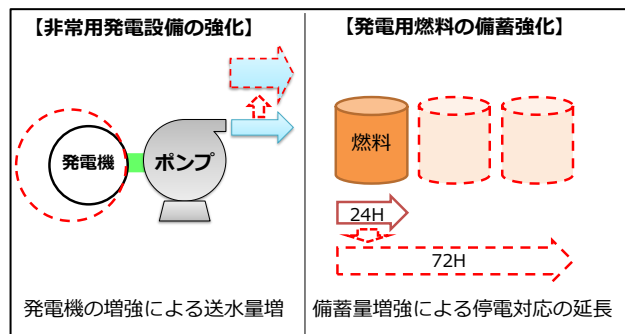 【非常用発電設備の強化】
発電機
ポンプ
発電機の増強による送水量増
【発電用燃料の備蓄強化】
燃料
24H
72H
備蓄量増強による停電対応の延長